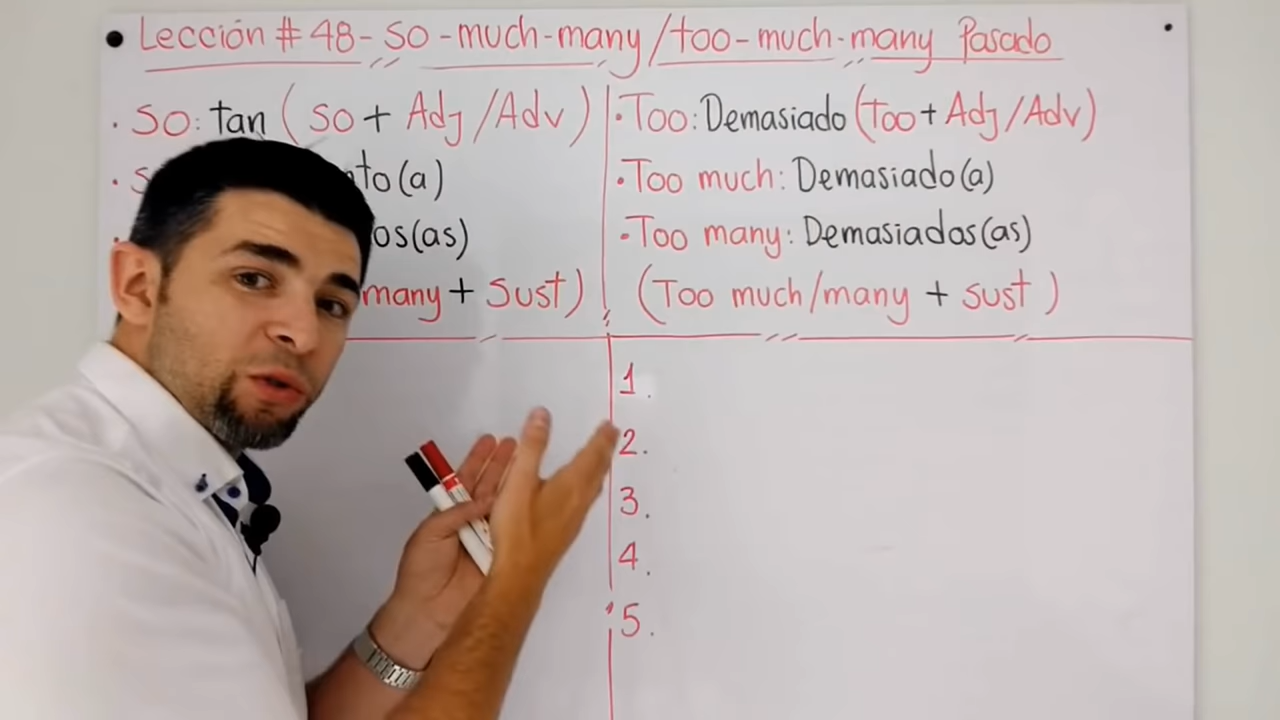 Lección # 48 - so - much - many / too - much - many Pasado
. SO: tan ( so + Adj / Adv )
to(a)
os(as)
many + Sust )
. Too: Demasiado (too + Adj / Adv)
. Too much: Demasiado(a)
. Too many: Demasiados(as)
(Too much/many + sust )
1.
2.
3.
4.
5.